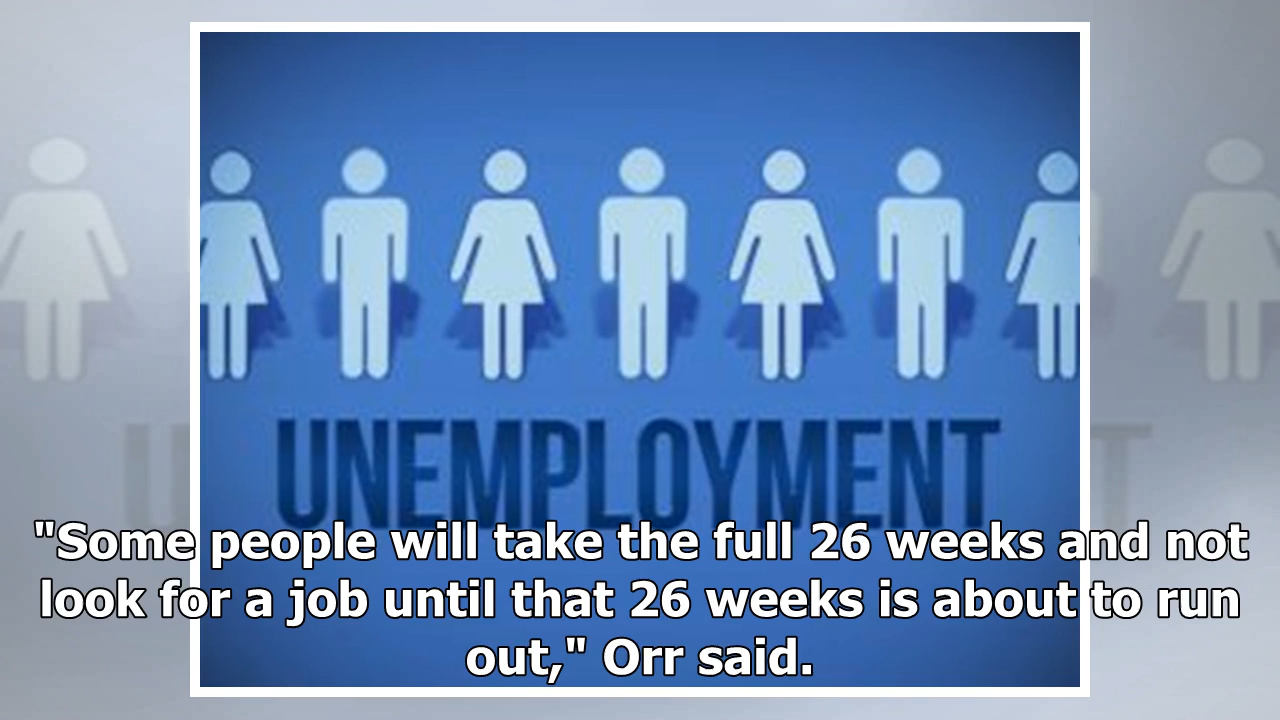 UNEMPLOYMENT
"Some people will take the full 26 weeks and not
look for a job until that 26 weeks is about to run
out," Orr said.